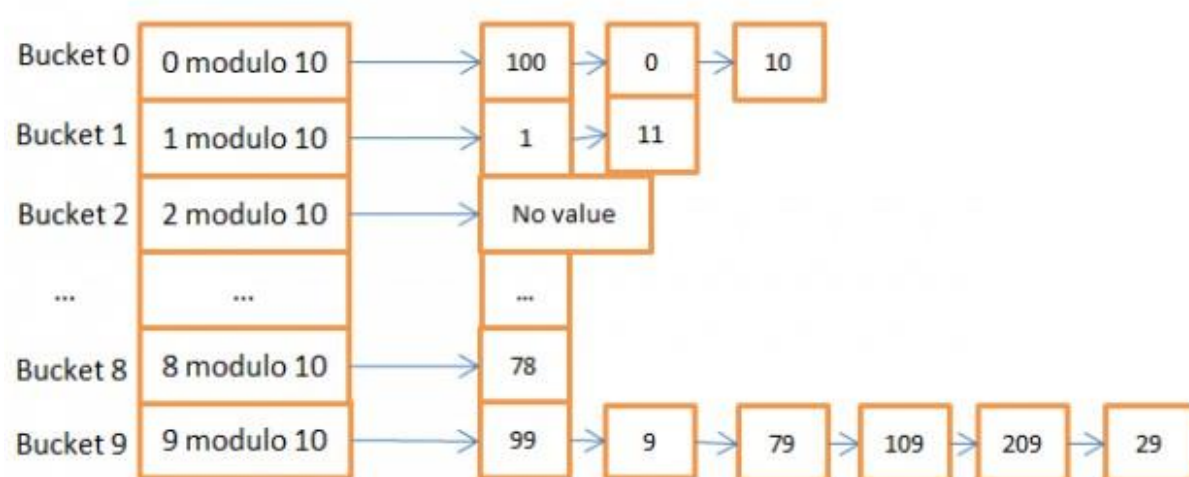 Bucket 0 0 modulo 10 100 0 10
Bucket 1 1 modulo 10 1 11
Bucket 2 2 modulo 10 No value
... ... ...
Bucket 8 8 modulo 10 78
Bucket 9 9 modulo 10 99 9 79 109 209 29